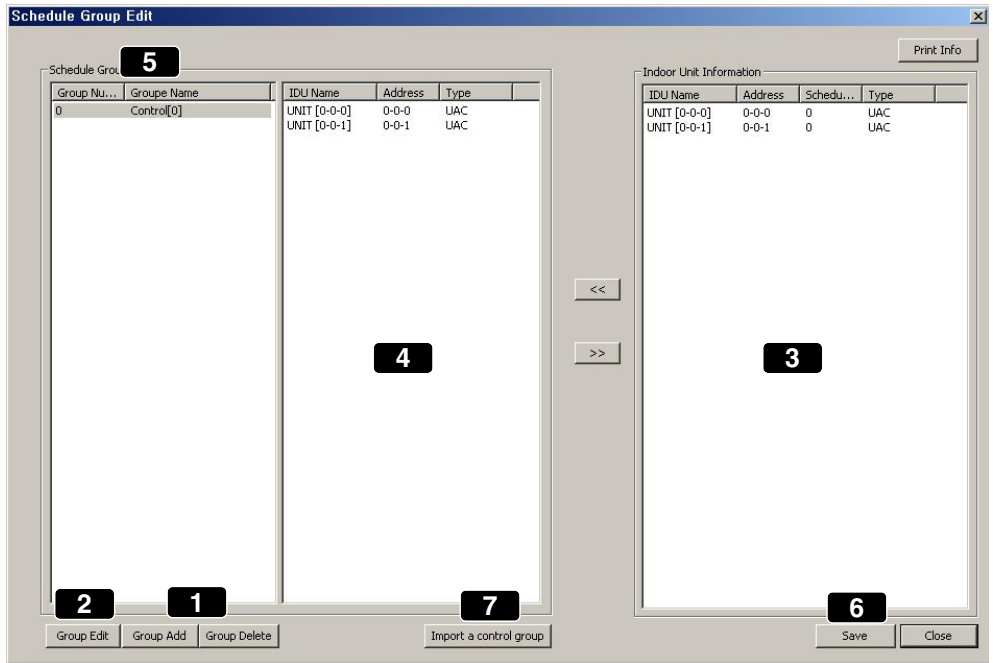 Schedule Group Edit
Print Info
5
Schedule Grou
Indoor Unit Information
Group Nu... Groupe Name
0 Control[0]
IDU Name Address Type
UNIT [0-0-0] 0-0-0 UAC
UNIT [0-0-1] 0-0-1 UAC
IDU Name Address Schedu... Type
UNIT [0-0-0] 0-0-0 0 UAC
UNIT [0-0-1] 0-0-1 0 UAC
<<
>>
4
3
2
1
7
6
Group Edit Group Add Group Delete Import a control group Save Close